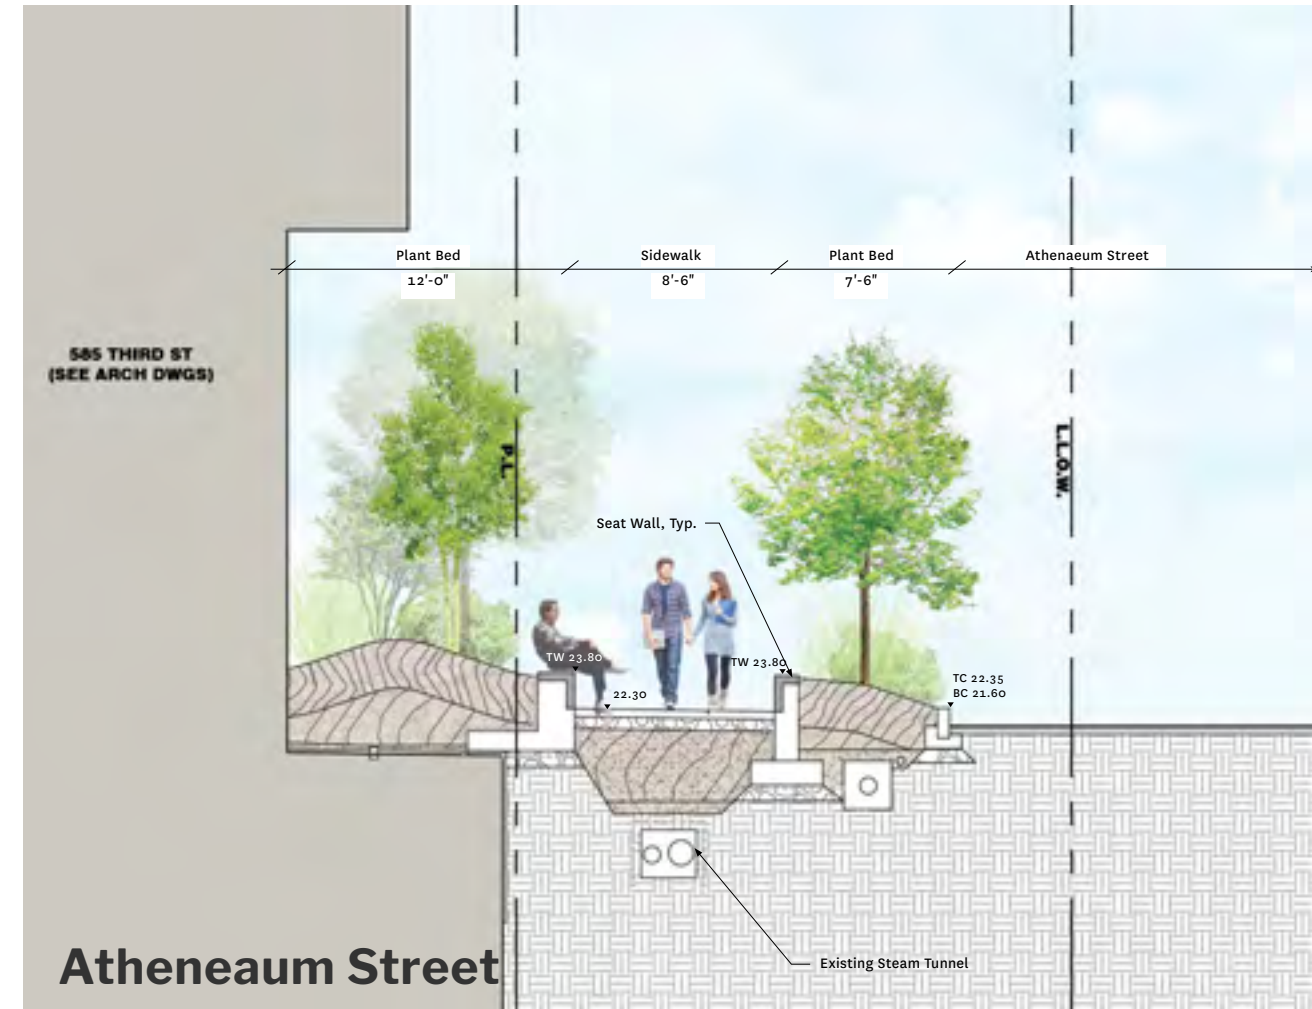 Plant Bed
Sidewalk
Plant Bed
Athenaeum Street
12'-0"
8'-6"
7'-6"
585 THIRD ST
(SEE ARCH DWGS)
P.L.
L.L.O.W.
Seat Wall, Typ.
TW 23.80
TW 23.80
22.30
TC 22.35
BC 21.60
Existing Steam Tunnel
Atheneaum Street